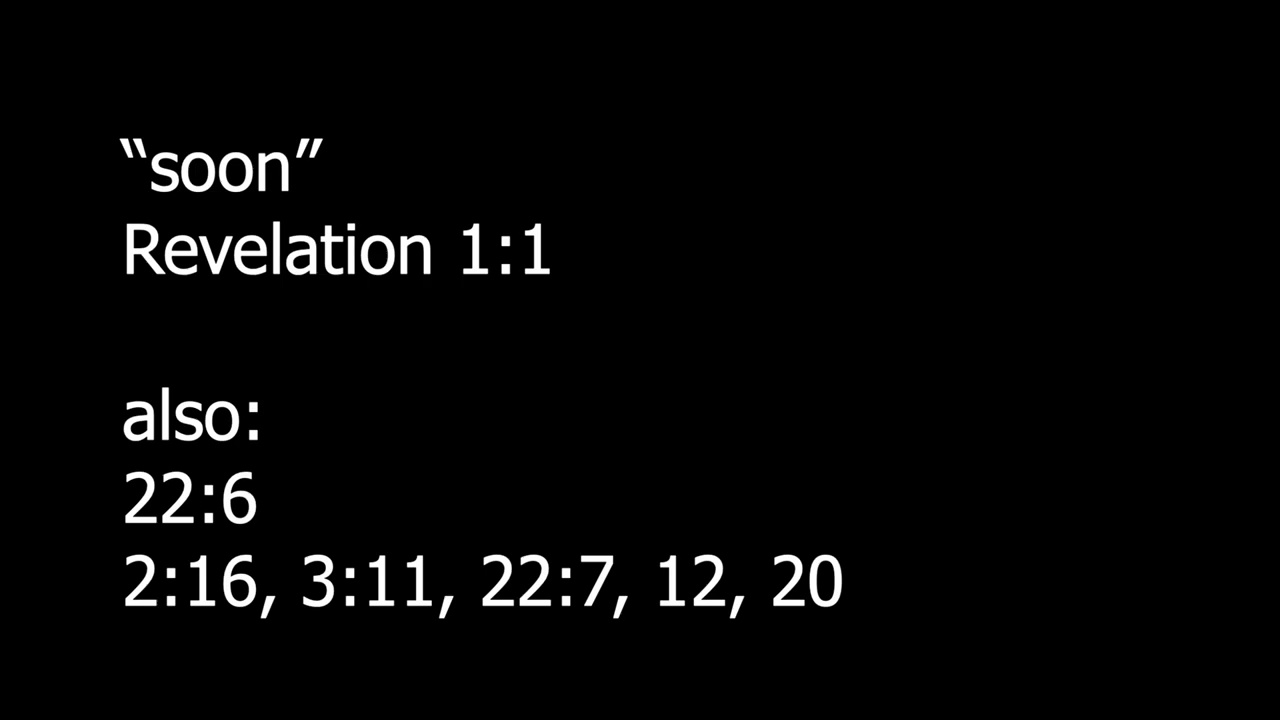 “soon”
Revelation 1:1
also:
22:6
2:16, 3:11, 22:7, 12, 20